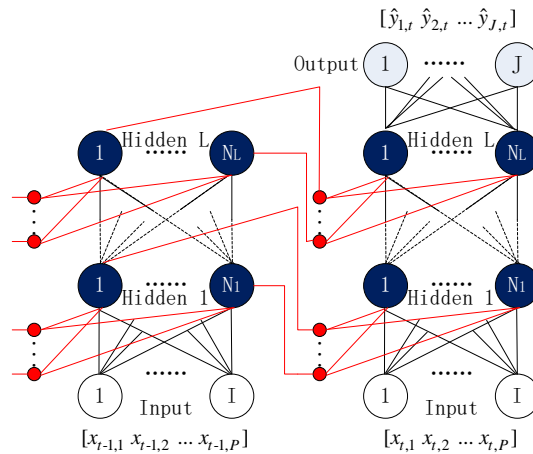 [ŷ1,t ŷ2,t ... ŷJ,t]
Output 1 ...... J
Hidden L Hidden L
1 ...... NL 1 ...... NL
1 ...... N1 1 ...... N1
Hidden 1 Hidden 1
1 ...... I 1 ...... I
Input Input
[xt-1,1 xt-1,2 ... xt-1,P] [xt,1 xt,2 ... xt,P]